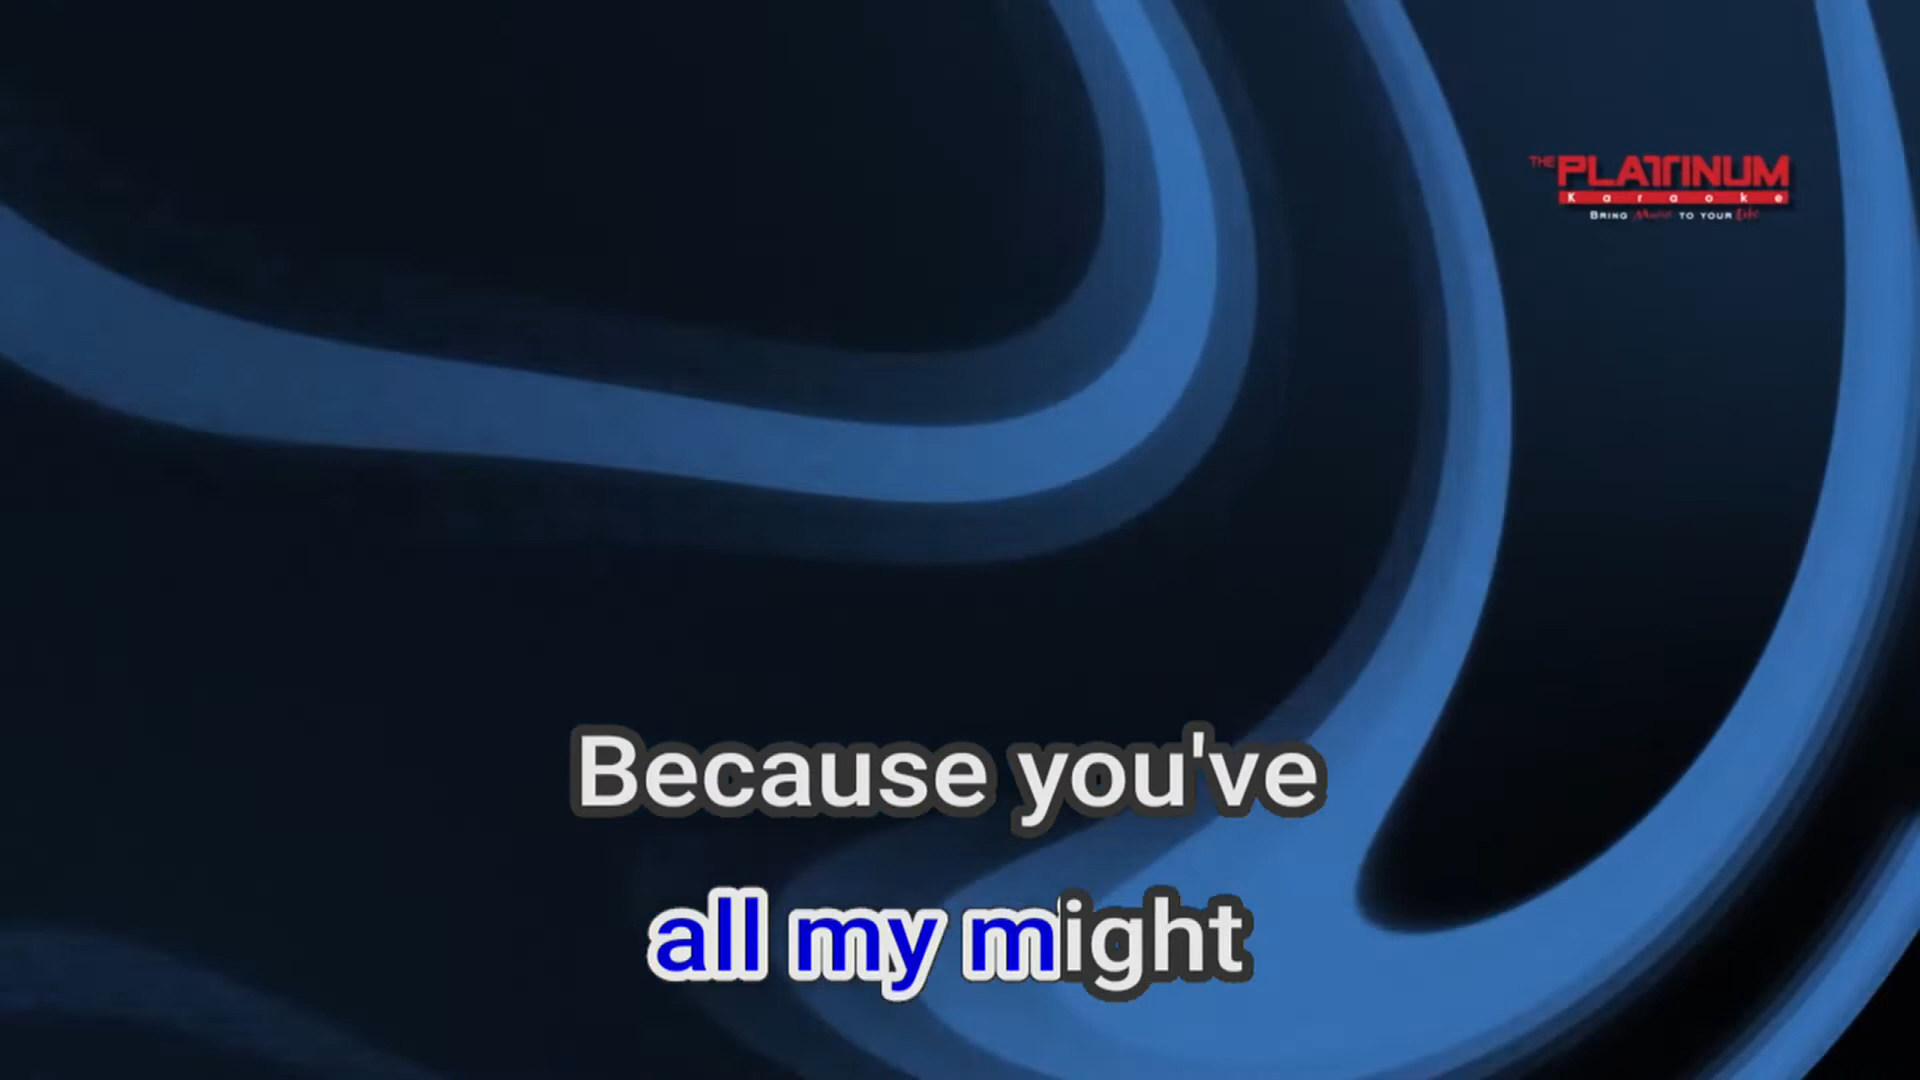 THE PLATINUM
Karaoke
BRING Music TO YOUR Life
Because you've
all my might